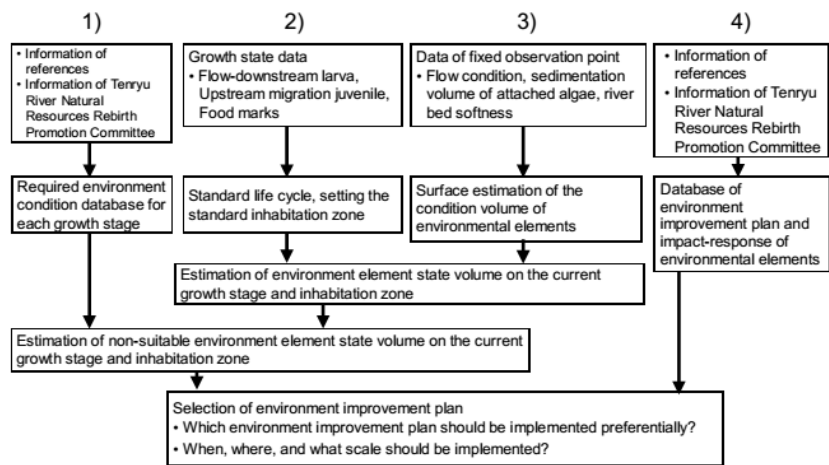 1)
2)
3)
4)
• Information of
references
• Information of Tenryu
River Natural
Resources Rebirth
Promotion Committee
Growth state data
• Flow-downstream larva,
Upstream migration juvenile,
Food marks
Data of fixed observation point
• Flow condition, sedimentation
volume of attached algae, river
bed softness
• Information of
references
• Information of Tenryu
River Natural
Resources Rebirth
Promotion Committee
Required environment
condition database for
each growth stage
Standard life cycle, setting the
standard inhabitation zone
Surface estimation of the
condition volume of
environmental elements
Database of
environment
improvement plan and
impact-response of
environmental elements
Estimation of environment element state volume on the current
growth stage and inhabitation zone
Estimation of non-suitable environment element state volume on the current
growth stage and inhabitation zone
Selection of environment improvement plan
• Which environment improvement plan should be implemented preferentially?
• When, where, and what scale should be implemented?